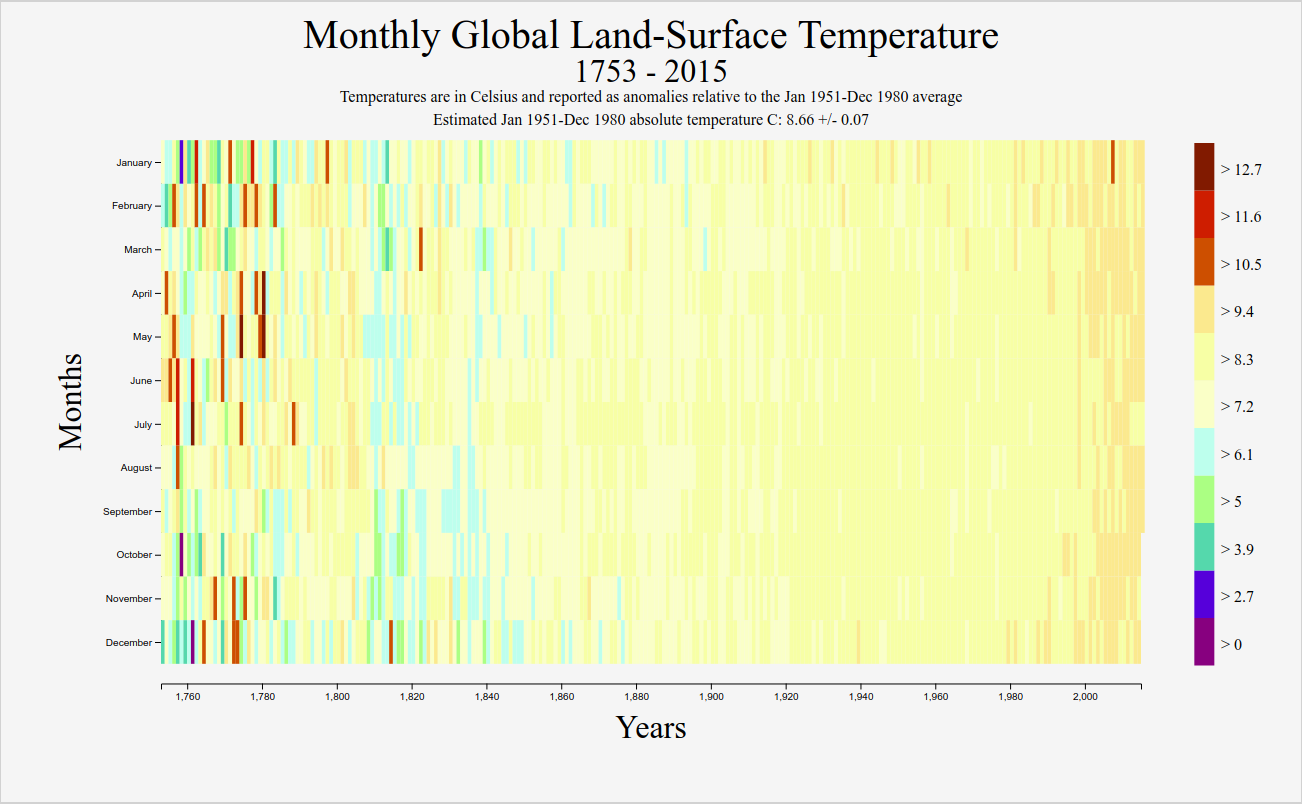 Monthly Global Land-Surface Temperature
1753 - 2015
Temperatures are in Celsius and reported as anomalies relative to the Jan 1951-Dec 1980 average
Estimated Jan 1951-Dec 1980 absolute temperature C: 8.66 +/- 0.07
January
February
March
April
May
June
July
August
September
October
November
December
Months
1,760 1,780 1,800 1,820 1,840 1,860 1,880 1,900 1,920 1,940 1,960 1,980 2,000
Years
> 12.7
> 11.6
> 10.5
> 9.4
> 8.3
> 7.2
> 6.1
> 5
> 3.9
> 2.7
> 0